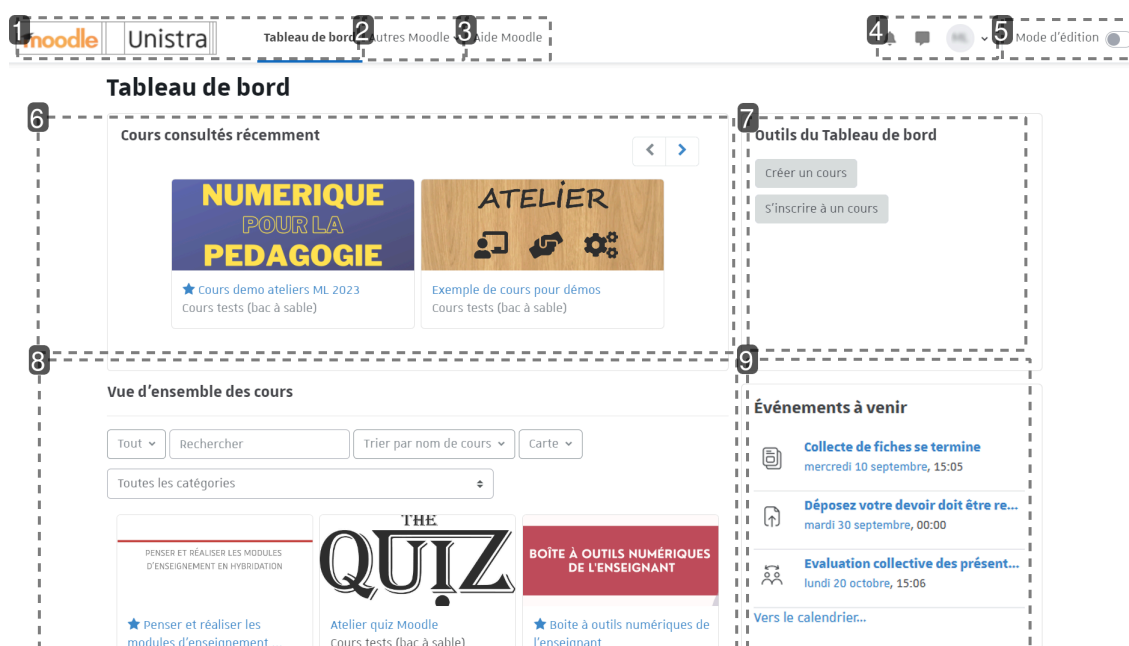 1
moodle Unistra
Tableau de bord
2
Autres Moodle
3
Aide Moodle
4
5
Mode d'édition
Tableau de bord
6
Cours consultés récemment
NUMERIQUE
POUR LA
PEDAGOGIE
Cours demo ateliers ML 2023
Cours tests (bac à sable)
ATELIER
Exemple de cours pour démos
Cours tests (bac à sable)
7
Outils du Tableau de bord
Créer un cours
S'inscrire à un cours
8
Vue d'ensemble des cours
Tout
Rechercher
Trier par nom de cours
Carte
Toutes les catégories
PENSER ET RÉALISER LES MODULES
D'ENSEIGNEMENT EN HYBRIDATION
Penser et réaliser les
modules d'enseignement ...
THE
QUIZ
Atelier quiz Moodle
Cours tests (bac à sable)
BOÎTE À OUTILS NUMÉRIQUES
DE L'ENSEIGNANT
Boite à outils numériques de
l'enseignant
9
Événements à venir
Collecte de fiches se termine
mercredi 10 septembre, 15:05
Déposez votre devoir doit être re...
mardi 30 septembre, 00:00
Evaluation collective des présent...
lundi 20 octobre, 15:06
Vers le calendrier...